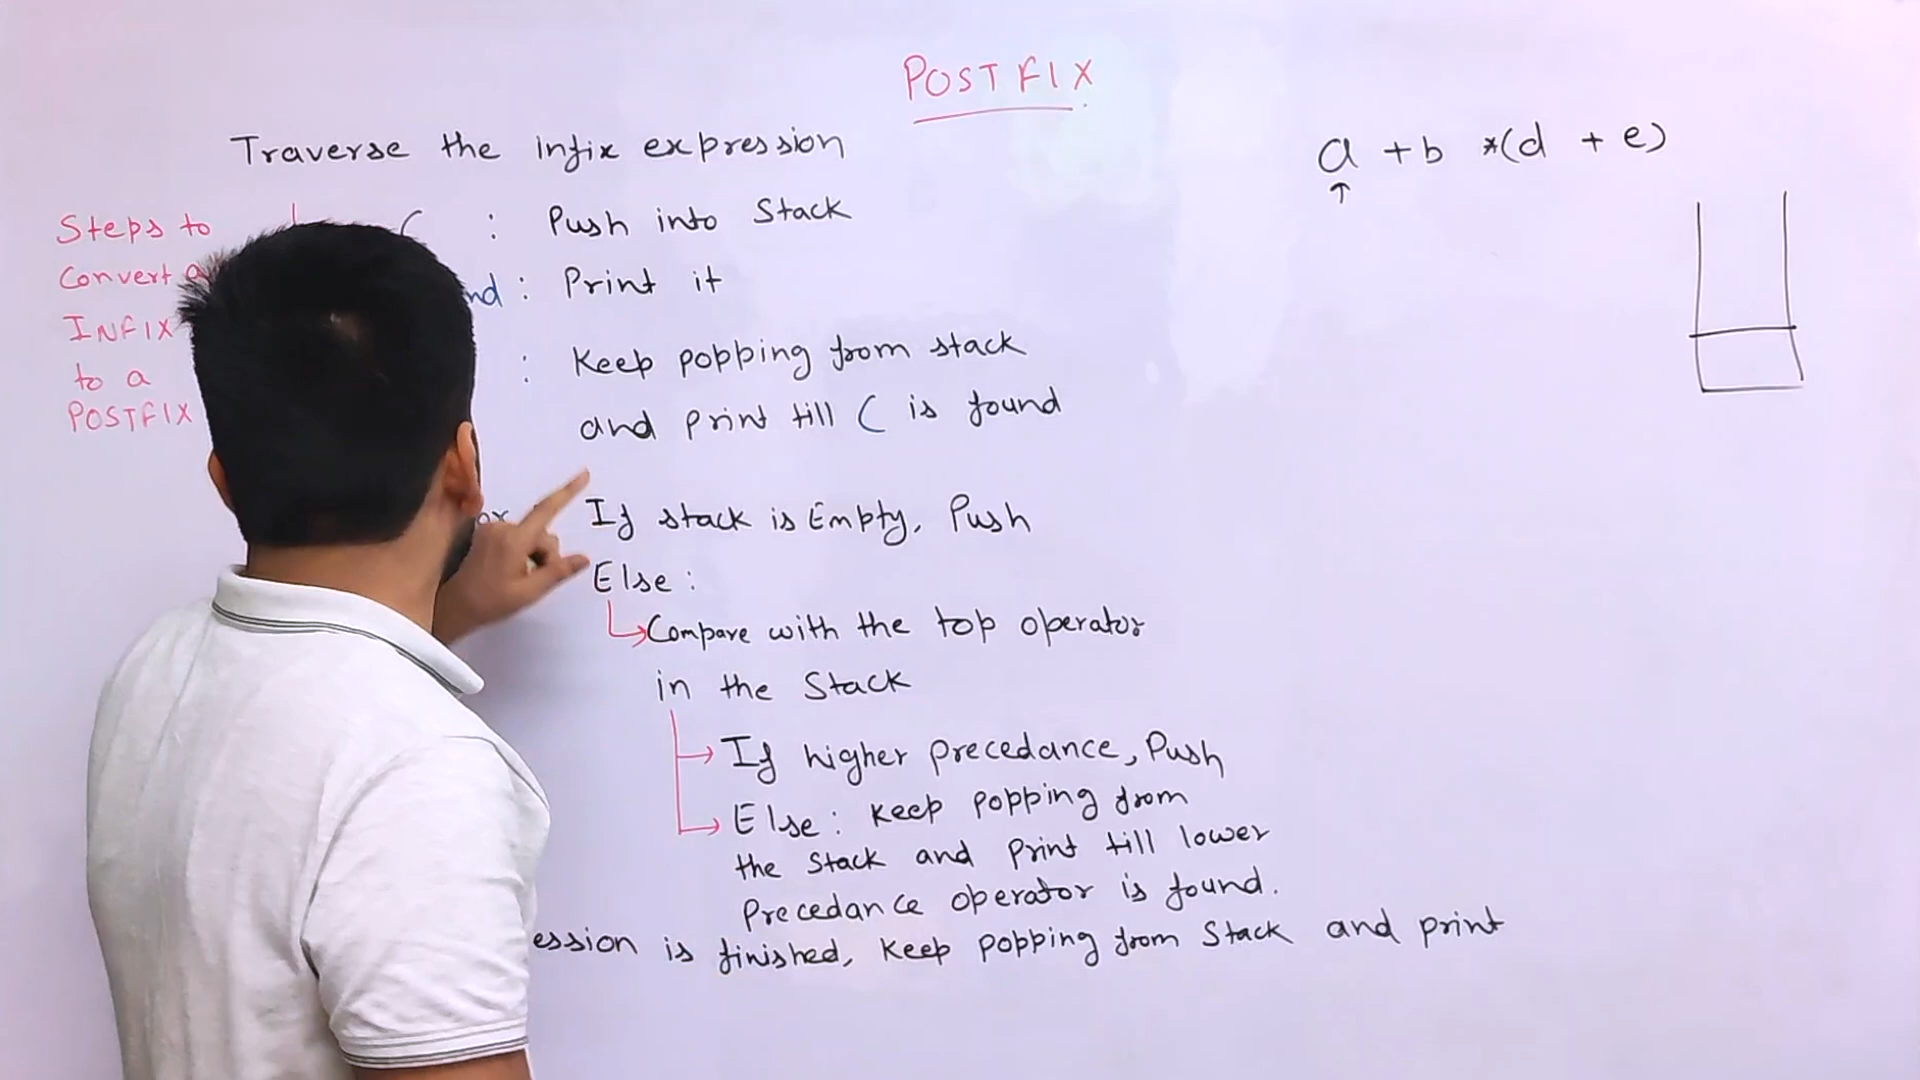 POSTFIX
Traverse the infix expression
a + b *(d + e)
Steps to
Convert a
INFIX
to a
POSTFIX
( : Push into Stack
nd : Print it
: Keep popping from stack
and print till ( is found
or If stack is Empty, Push
Else :
Compare with the top operator
in the Stack
If higher precedance, Push
Else : Keep popping from
the Stack and print till lower
Precedance operator is found.
ession is finished, Keep popping from Stack and print